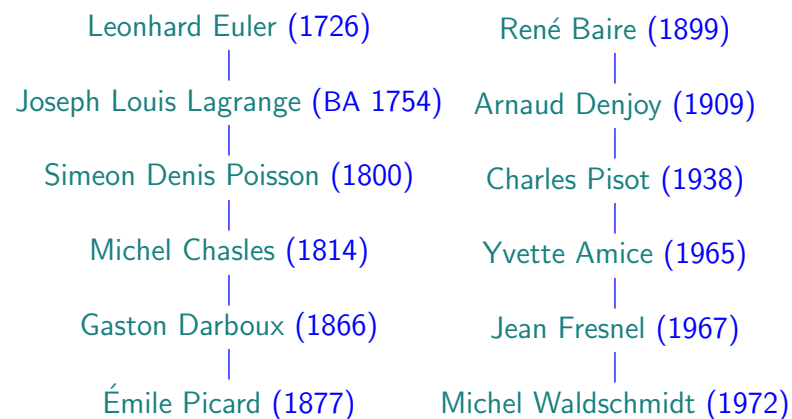 Leonhard Euler (1726)
Joseph Louis Lagrange (BA 1754)
Simeon Denis Poisson (1800)
Michel Chasles (1814)
Gaston Darboux (1866)
Émile Picard (1877)
René Baire (1899)
Arnaud Denjoy (1909)
Charles Pisot (1938)
Yvette Amice (1965)
Jean Fresnel (1967)
Michel Waldschmidt (1972)